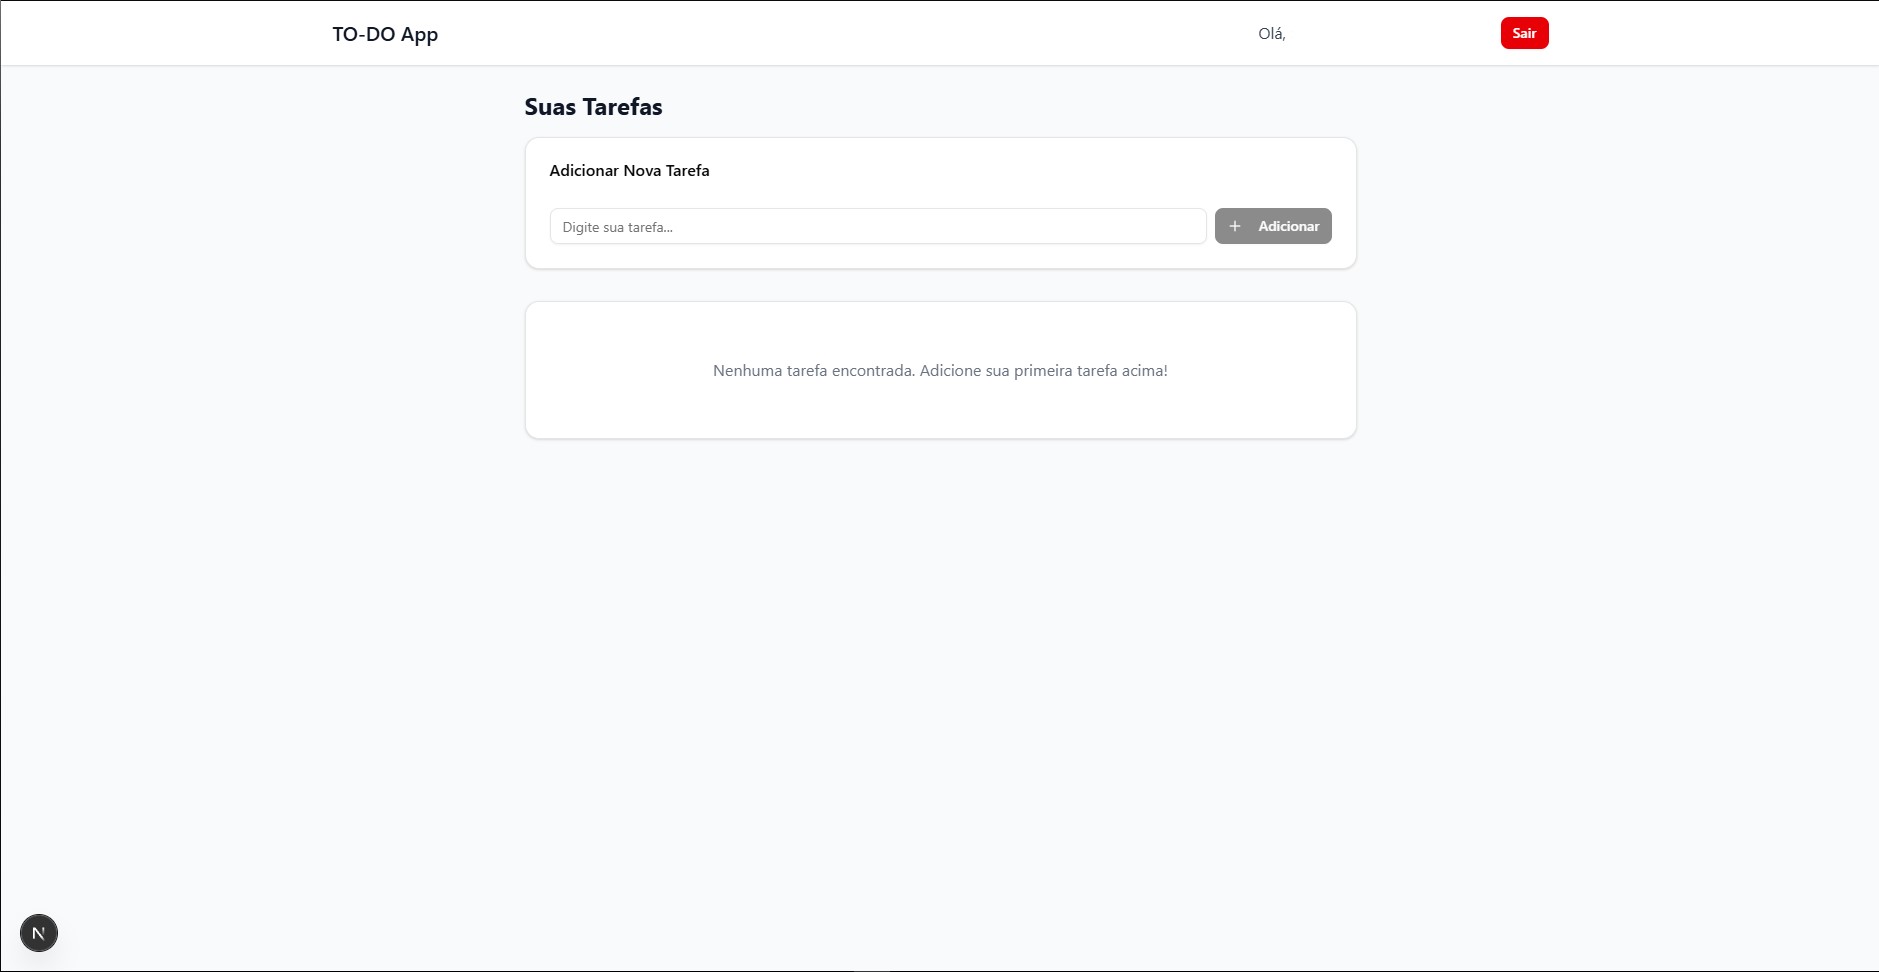 TO-DO App
Olá,
Sair
Suas Tarefas
Adicionar Nova Tarefa
Digite sua tarefa...
+ Adicionar
Nenhuma tarefa encontrada. Adicione sua primeira tarefa acima!
N